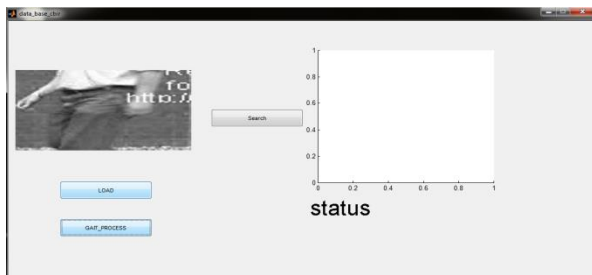 data_base_cbir
fo
http://
Search
LOAD
GAIT_PROCESS
1
0.8
0.6
0.4
0.2
0
0 0.2 0.4 0.6 0.8 1
status